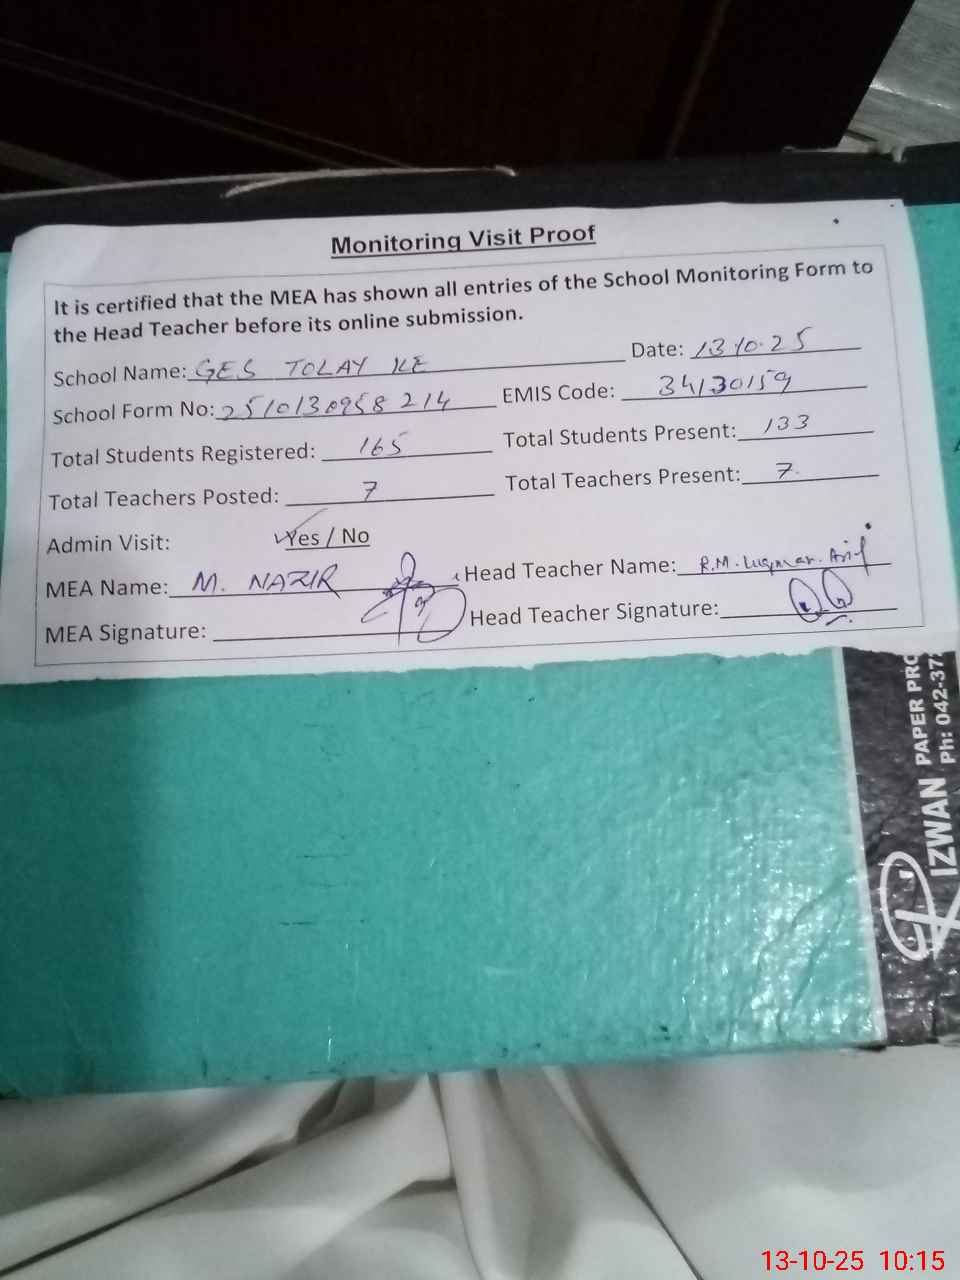 Monitoring Visit Proof
It is certified that the MEA has shown all entries of the School Monitoring Form to
the Head Teacher before its online submission.
School Name: GES TOLAY KE Date: 13-10-25
School Form No: 2510130958214 EMIS Code: 34130159
Total Students Registered: 165 Total Students Present: 133
Total Teachers Posted: 7 Total Teachers Present: 7
Admin Visit: Yes / No
MEA Name: M. NAZIR Head Teacher Name: R.M. Luqman Arif
MEA Signature: Head Teacher Signature:
IZWAN PAPER PRO
Ph: 042-37
13-10-25 10:15